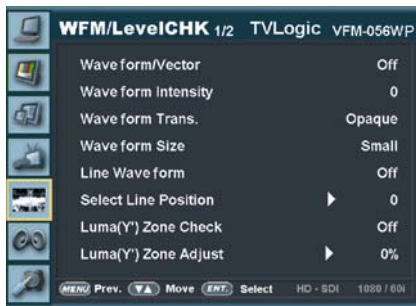 WFM/LevelCHK 1/2 TVLogic VFM-056WP
Wave form/Vector Off
Wave form Intensity 0
Wave form Trans. Opaque
Wave form Size Small
Line Wave form Off
Select Line Position ▶ 0
Luma(Y') Zone Check Off
Luma(Y') Zone Adjust ▶ 0%
MENU Prev. ▼▲ Move ENT. Select HD - SDI 1080 / 60i